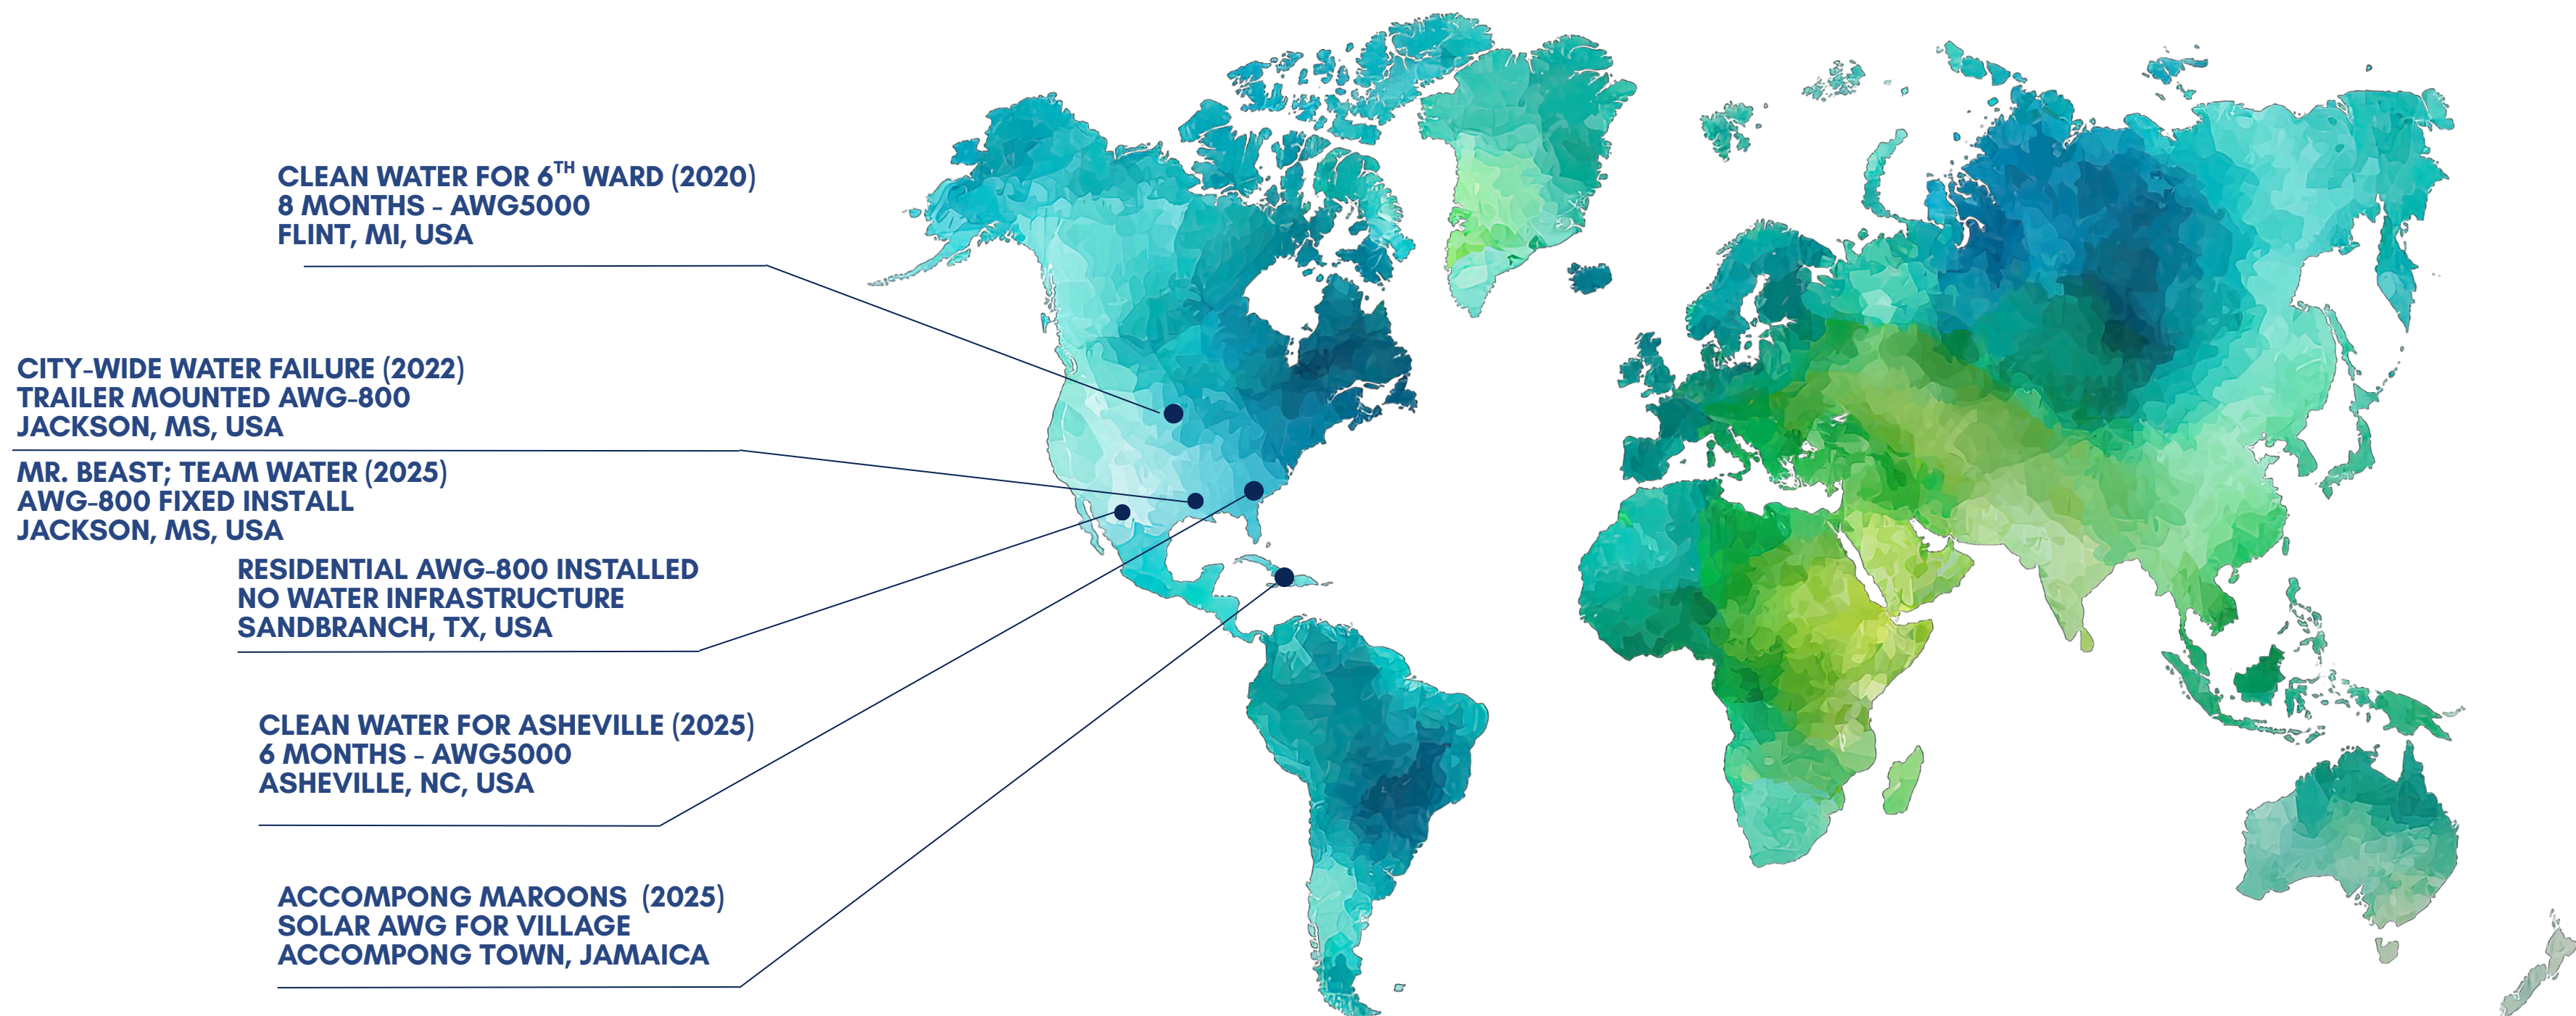 CLEAN WATER FOR 6TH WARD (2020)
8 MONTHS - AWG5000
FLINT, MI, USA
CITY-WIDE WATER FAILURE (2022)
TRAILER MOUNTED AWG-800
JACKSON, MS, USA
MR. BEAST; TEAM WATER (2025)
AWG-800 FIXED INSTALL
JACKSON, MS, USA
RESIDENTIAL AWG-800 INSTALLED
NO WATER INFRASTRUCTURE
SANDBRANCH, TX, USA
CLEAN WATER FOR ASHEVILLE (2025)
6 MONTHS - AWG5000
ASHEVILLE, NC, USA
ACCOMPONG MAROONS (2025)
SOLAR AWG FOR VILLAGE
ACCOMPONG TOWN, JAMAICA